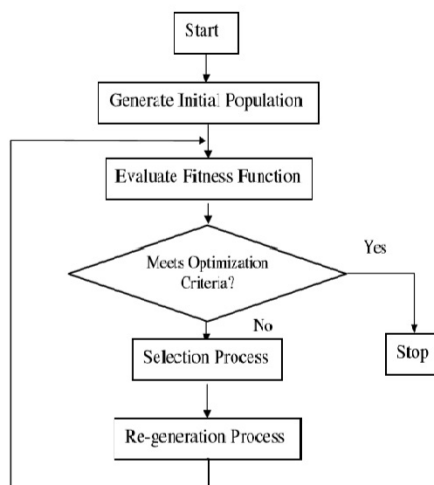 Start
Generate Initial Population
Evaluate Fitness Function
Meets Optimization
Criteria?
Yes
No
Selection Process
Stop
Re-generation Process